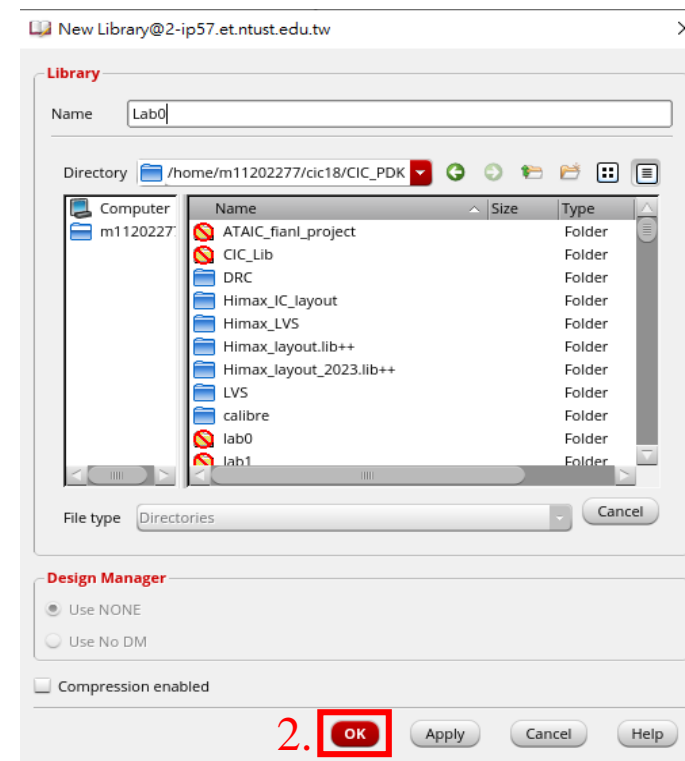 New Library@2-ip57.et.ntust.edu.tw
Library
Name Lab0
Directory /home/m11202277/cic18/CIC_PDK
Computer
m1120227
Name Size Type
ATAIC_fianl_project Folder
CIC_Lib Folder
DRC Folder
Himax_IC_layout Folder
Himax_LVS Folder
Himax_layout.lib++ Folder
Himax_layout_2023.lib++ Folder
LVS Folder
calibre Folder
lab0 Folder
lab1 Folder
File type Directories Cancel
Design Manager
Use NONE
Use No DM
Compression enabled
2. OK Apply Cancel Help